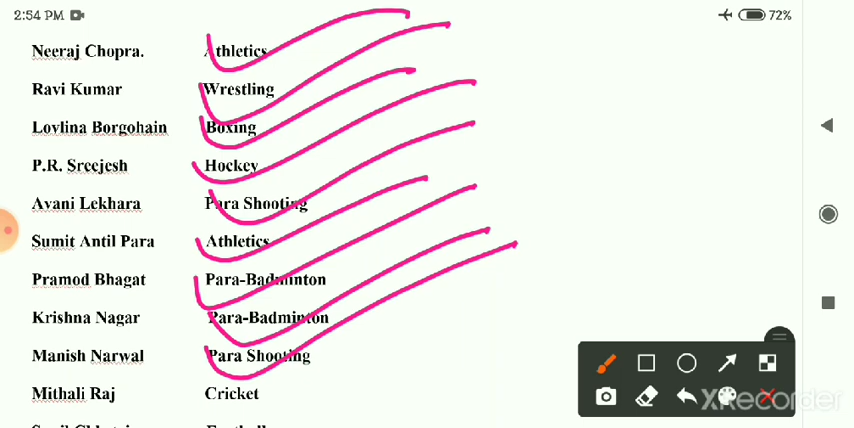 2:54 PM 72%
Neeraj Chopra. Athletics
Ravi Kumar Wrestling
Lovlina Borgohain Boxing
P.R. Sreejesh Hockey
Avani Lekhara Para Shooting
Sumit Antil Para Athletics
Pramod Bhagat Para-Badminton
Krishna Nagar Para-Badminton
Manish Narwal Para Shooting
Mithali Raj Cricket
XRecorder